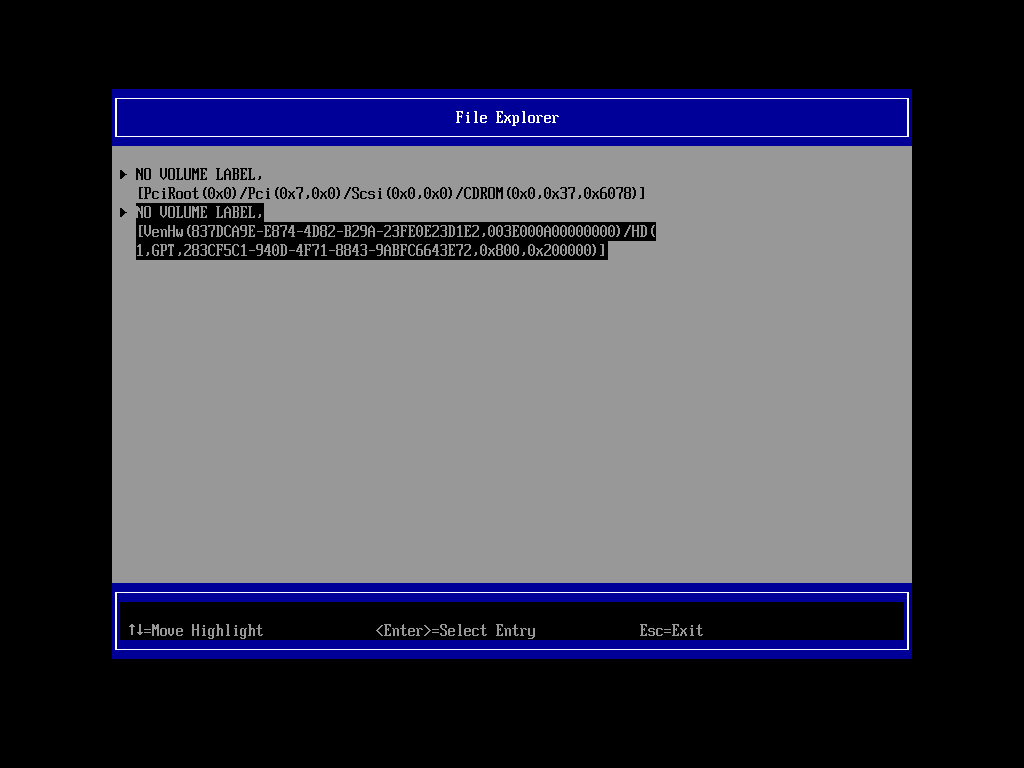 File Explorer
NO VOLUME LABEL,
[PciRoot(0x0)/Pci(0x7,0x0)/Scsi(0x0,0x0)/CDROM(0x0,0x37,0x6078)]
NO VOLUME LABEL,
[VenHw(837DCA9E-E874-4D82-B29A-23FE0E23D1E2,003E000A00000000)/HD(
1,GPT,283CF5C1-940D-4F71-8843-9ABFC6643E72,0x800,0x200000)]
↑↓=Move Highlight <Enter>=Select Entry Esc=Exit